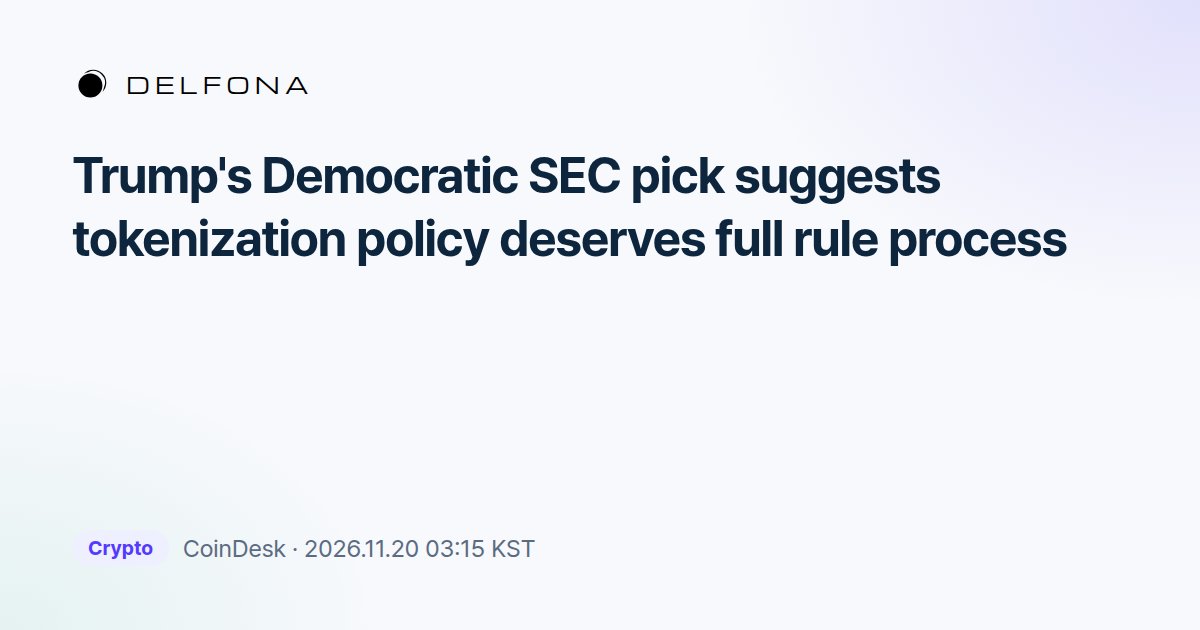 DELFONA
Trump's Democratic SEC pick suggests
tokenization policy deserves full rule process
Crypto CoinDesk · 2026.11.20 03:15 KST